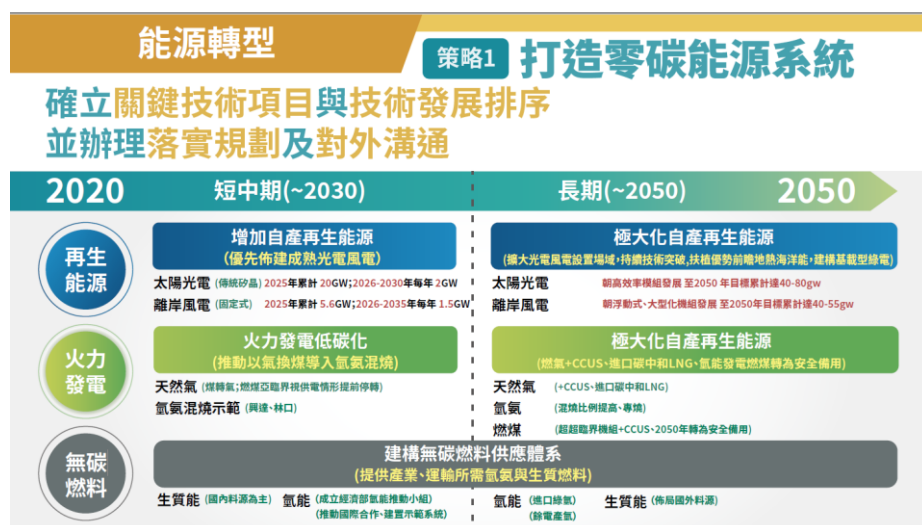 能源轉型
策略1 打造零碳能源系統
確立關鍵技術項目與技術發展排序
並辦理落實規劃及對外溝通
2020 短中期(~2030) 長期(~2050) 2050
再生能源
增加自產再生能源
(優先佈建成熟光電風電)
太陽光電 (傳統矽晶) 2025年累計 20GW;2026-2030年每年 2GW
離岸風電 (固定式) 2025年累計 5.6GW;2026-2035年每年 1.5GW
極大化自產再生能源
(擴大光電風電設置場域,持續技術突破,扶植優勢前瞻地熱海洋能,建構基載型綠電)
太陽光電 朝高效率模組發展 至2050 年目標累計達40-80gw
離岸風電 朝浮動式、大型化機組發展 至2050年目標累計達40-55gw
火力發電
火力發電低碳化
(推動以氣換煤導入氫氨混燒)
天然氣 (煤轉氣;燃煤亞臨界視供電情形提前停轉)
氫氨混燒示範 (興達、林口)
極大化自產再生能源
(燃氣+CCUS、進口碳中和LNG、氫能發電燃煤轉為安全備用)
天然氣 (+CCUS、進口碳中和LNG)
氫氨 (混燒比例提高、專燒)
燃煤 (超超臨界機組+CCUS、2050年轉為安全備用)
無碳燃料
建構無碳燃料供應體系
(提供產業、運輸所需氫氨與生質燃料)
生質能 (國內料源為主) 氫能 (成立經濟部氫能推動小組)
(推動國際合作、建置示範系統)
氫能 (進口綠氫) 生質能 (佈局國外料源)
(餘電產氫)